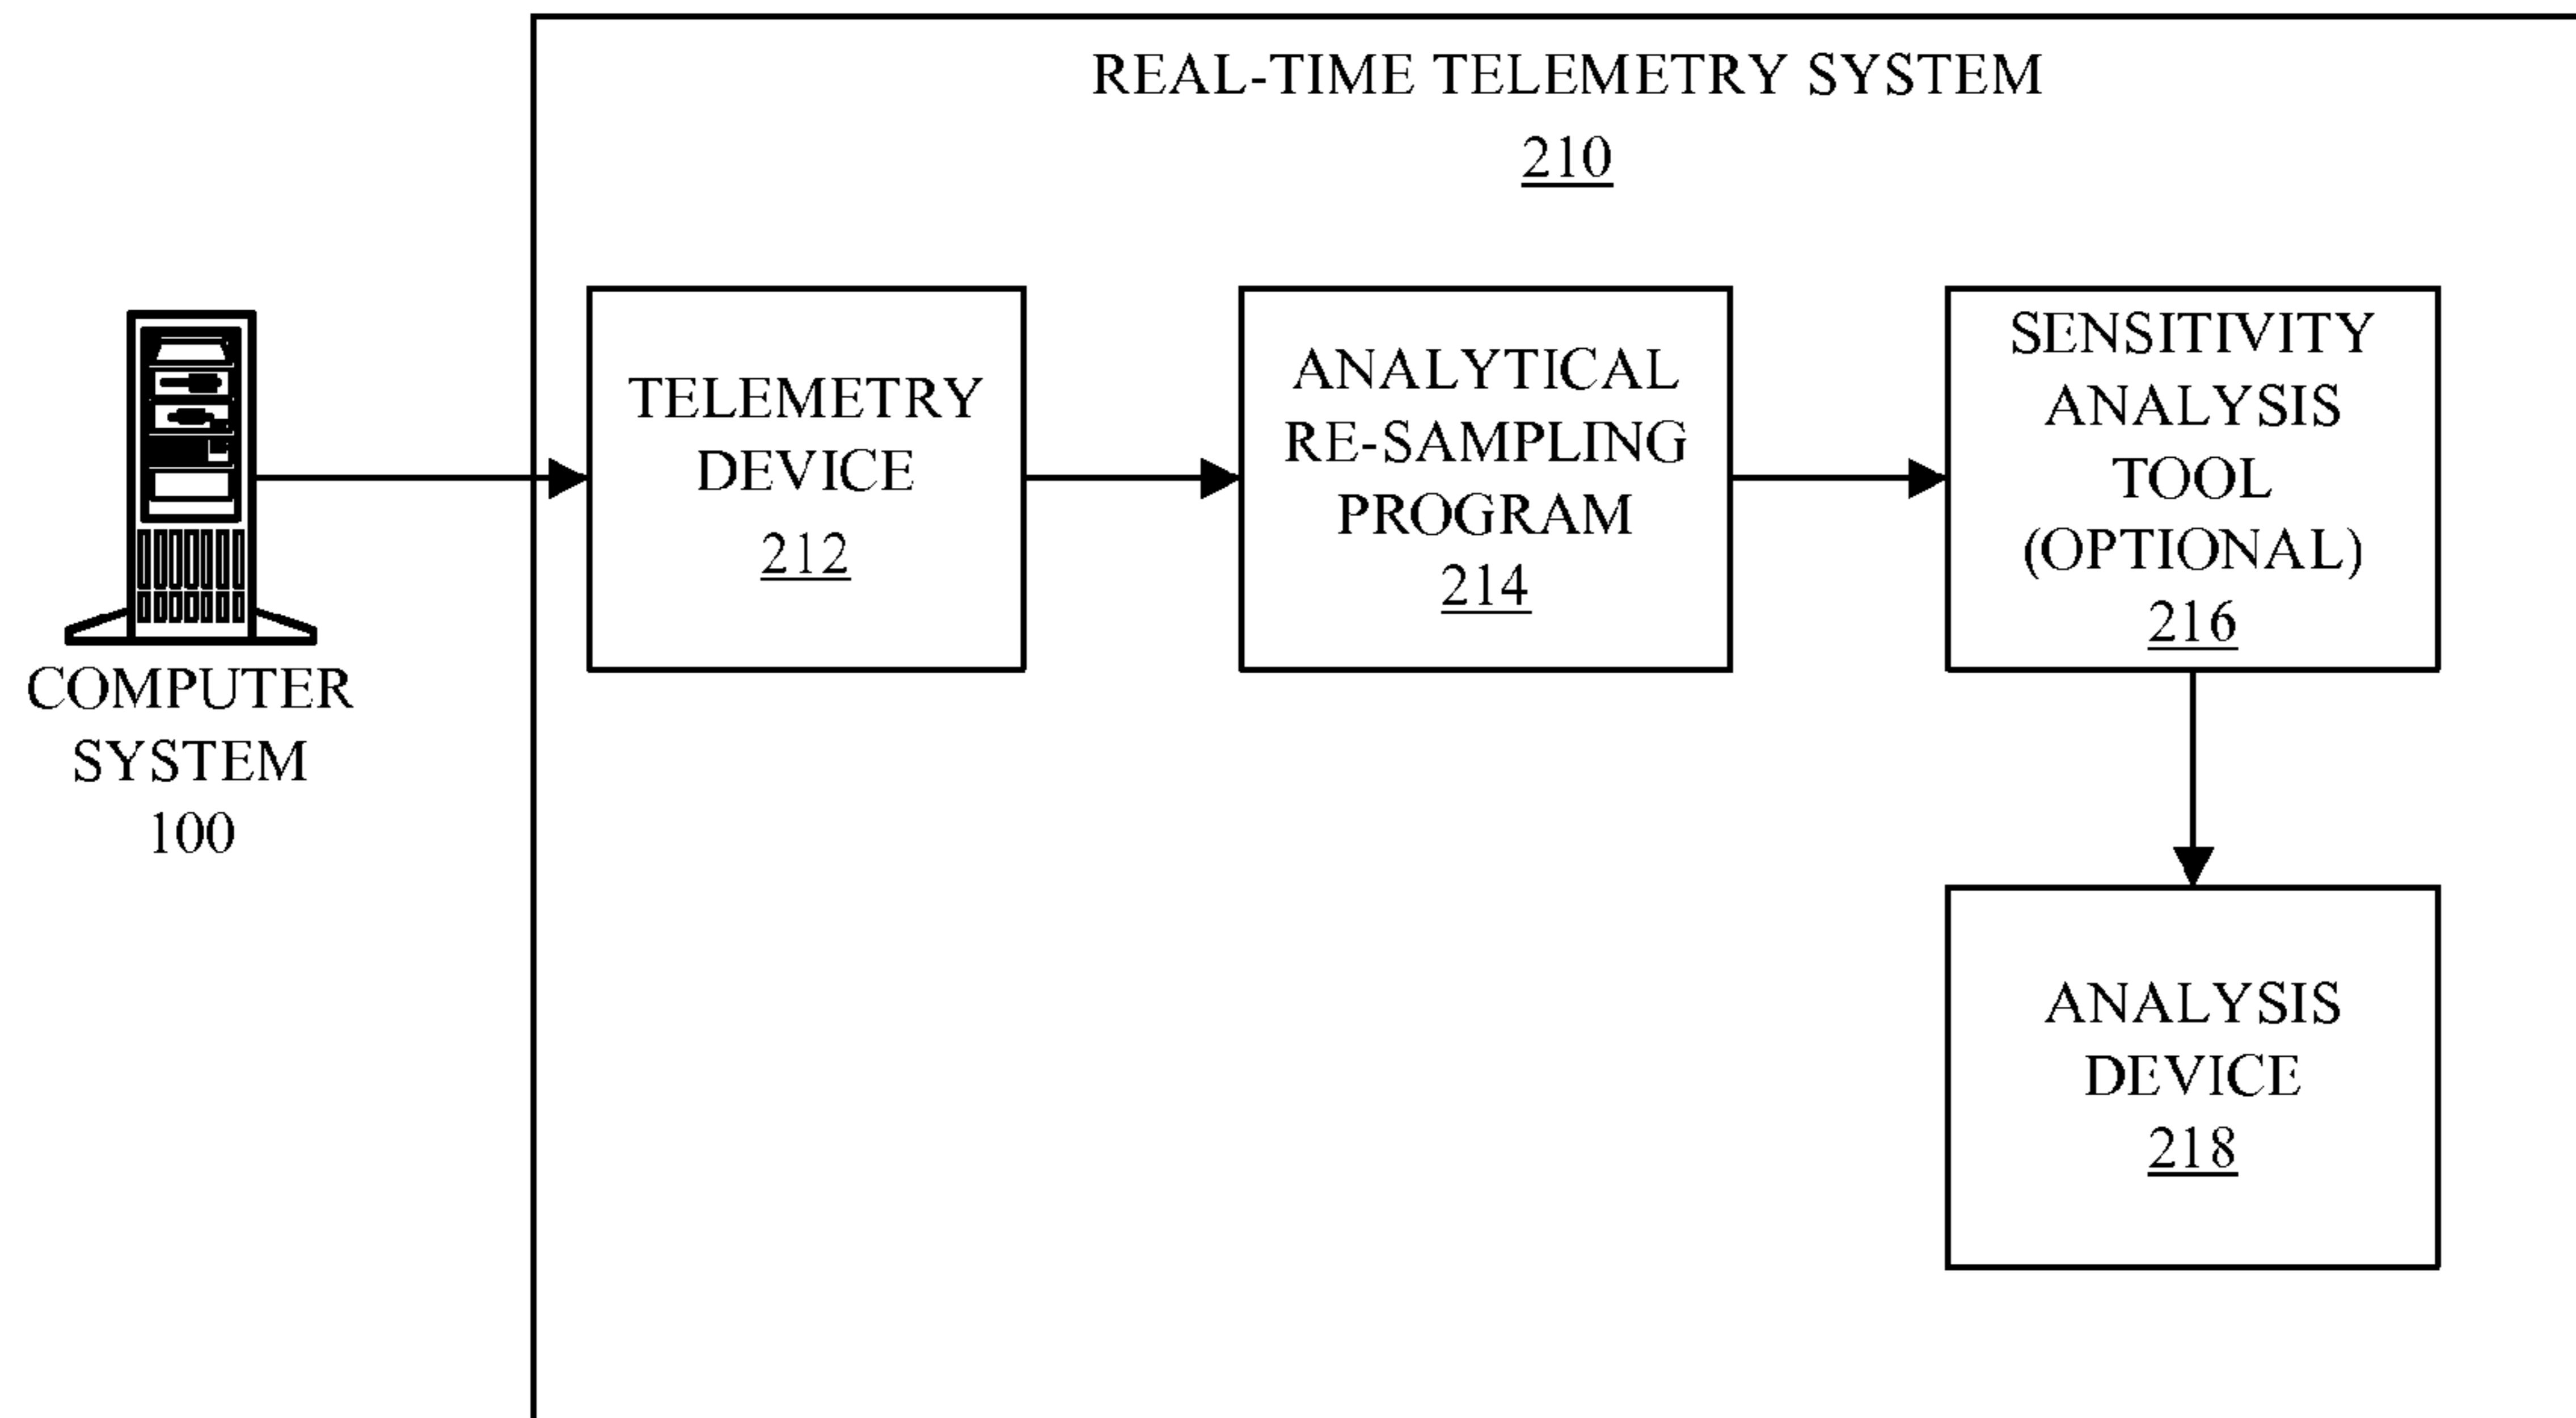 REAL-TIME TELEMETRY SYSTEM
210
COMPUTER
SYSTEM
100
TELEMETRY
DEVICE
212
ANALYTICAL
RE-SAMPLING
PROGRAM
214
SENSITIVITY
ANALYSIS
TOOL
(OPTIONAL)
216
ANALYSIS
DEVICE
218